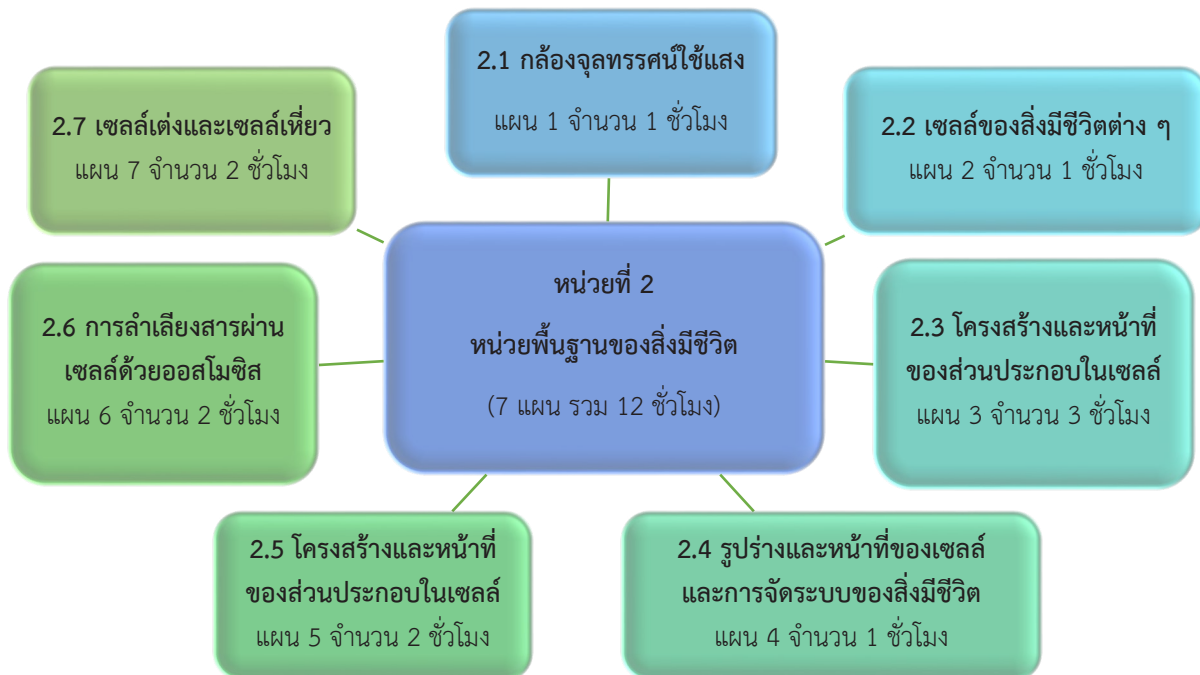 2.1 กล้องจุลทรรศน์ใช้แสง
แผน 1 จำนวน 1 ชั่วโมง
2.2 เซลล์ของสิ่งมีชีวิตต่าง ๆ
แผน 2 จำนวน 1 ชั่วโมง
2.3 โครงสร้างและหน้าที่
ของส่วนประกอบในเซลล์
แผน 3 จำนวน 3 ชั่วโมง
2.4 รูปร่างและหน้าที่ของเซลล์
และการจัดระบบของสิ่งมีชีวิต
แผน 4 จำนวน 1 ชั่วโมง
2.5 โครงสร้างและหน้าที่
ของส่วนประกอบในเซลล์
แผน 5 จำนวน 2 ชั่วโมง
2.6 การลำเลียงสารผ่าน
เซลล์ด้วยออสโมซิส
แผน 6 จำนวน 2 ชั่วโมง
2.7 เซลล์เต่งและเซลล์เหี่ยว
แผน 7 จำนวน 2 ชั่วโมง
หน่วยที่ 2
หน่วยพื้นฐานของสิ่งมีชีวิต
(7 แผน รวม 12 ชั่วโมง)